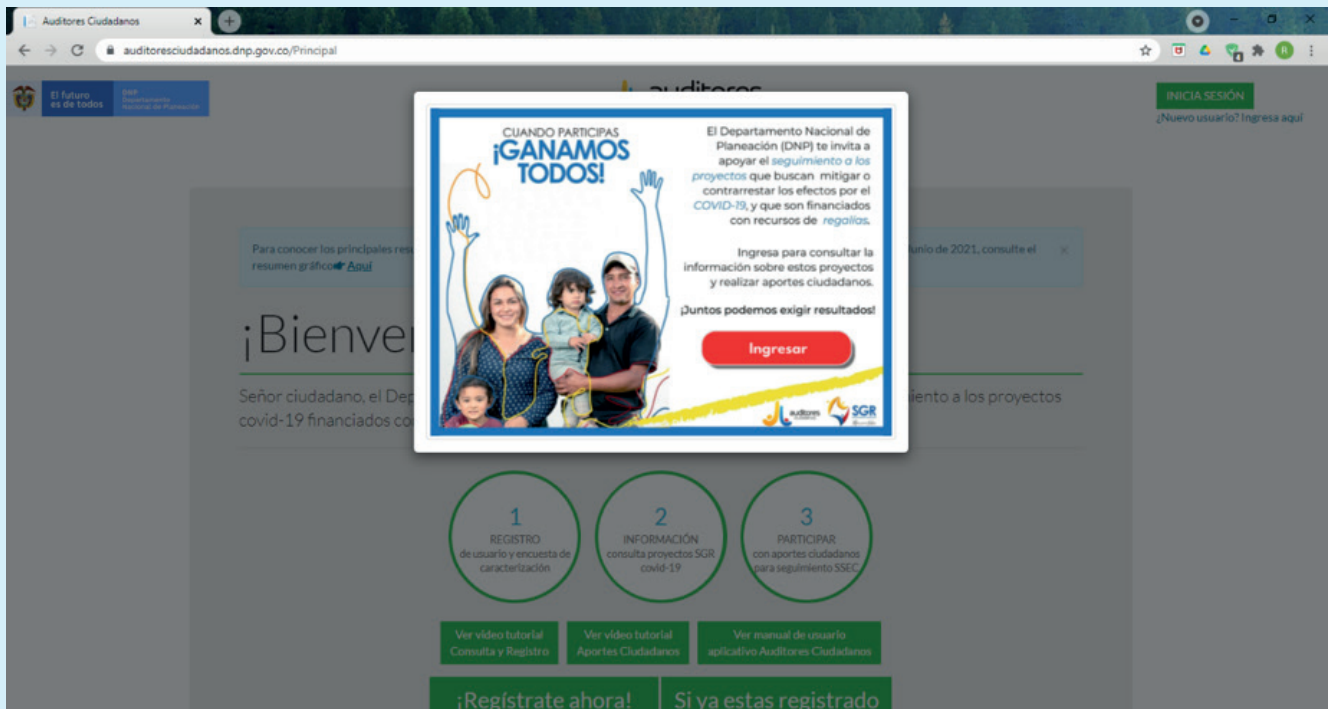 Auditores Ciudadanos
auditoresciudadanos.dnp.gov.co/Principal
El futuro
es de todos
DNP
Departamento
Nacional de Planeación
auditores
INICIA SESIÓN
¿Nuevo usuario? Ingresa aquí
CUANDO PARTICIPAS
¡GANAMOS
TODOS!
El Departamento Nacional de
Planeación (DNP) te invita a
apoyar el seguimiento a los
proyectos que buscan mitigar o
contrarrestar los efectos por el
COVID-19, y que son financiados
con recursos de regalías.
Ingresa para consultar la
información sobre estos proyectos
y realizar aportes ciudadanos.
¡Juntos podemos exigir resultados!
Ingresar
auditores
SGR
Para conocer los principales resu
Junio de 2021, consulte el
resumen gráfico Aquí
¡Bienve
Señor ciudadano, el Dep
iento a los proyectos
covid-19 financiados co
1
REGISTRO
de usuario y encuesta de
caracterización
2
INFORMACIÓN
consulta proyectos SGR
covid-19
3
PARTICIPAR
con aportes ciudadanos
para seguimiento SSEC
Ver video tutorial
Consulta y Registro
Ver video tutorial
Aportes Ciudadanos
Ver manual de usuario
aplicativo Auditores Ciudadanos
¡Regístrate ahora!
Si ya estas registrado